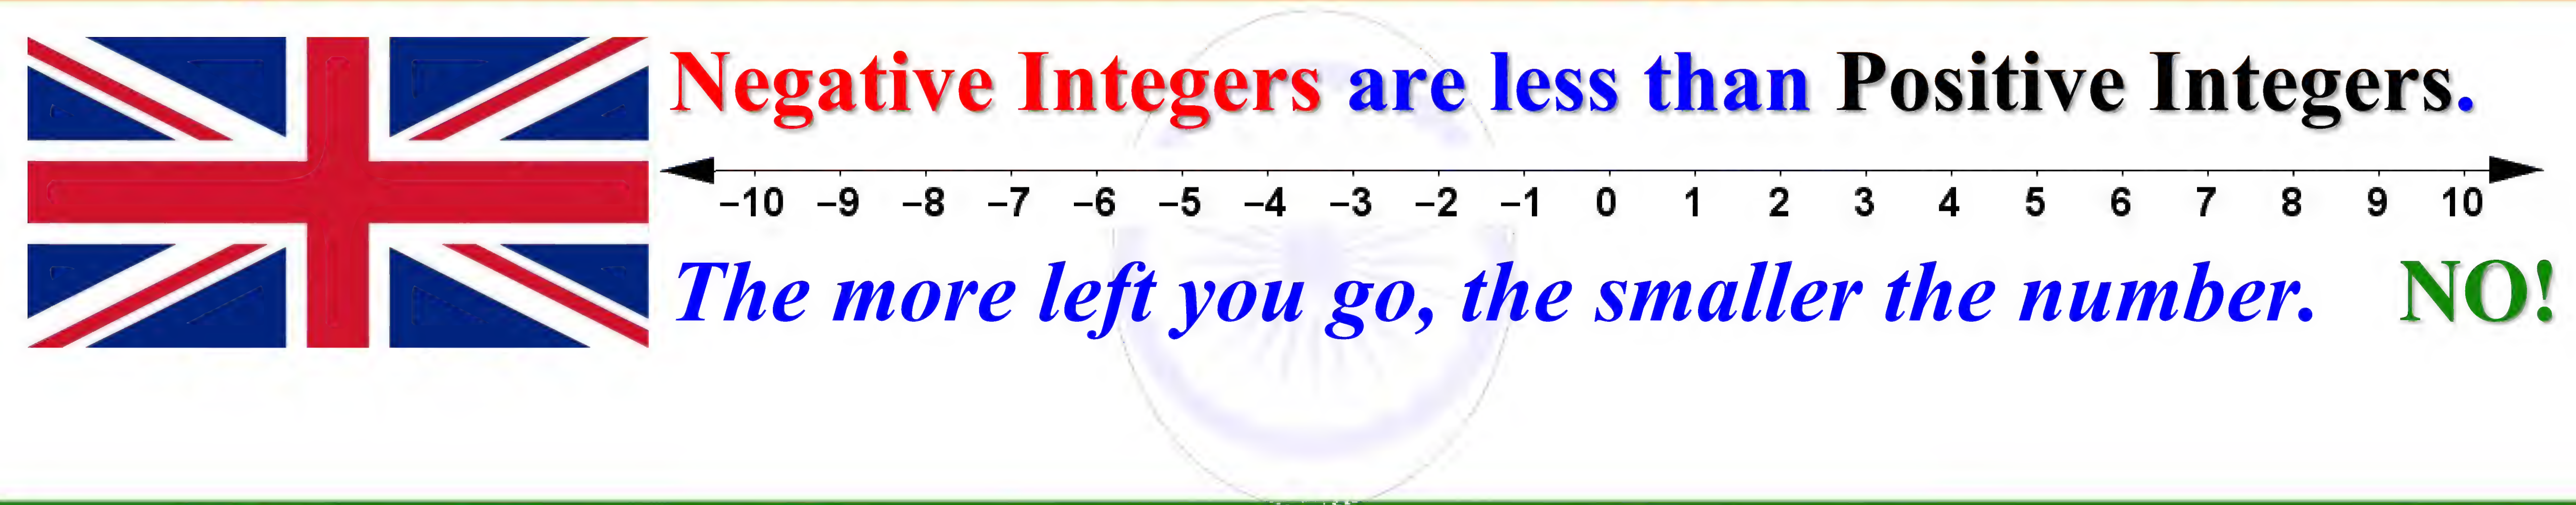 Negative Integers are less than Positive Integers.
–10 –9 –8 –7 –6 –5 –4 –3 –2 –1 0 1 2 3 4 5 6 7 8 9 10
The more left you go, the smaller the number. NO!